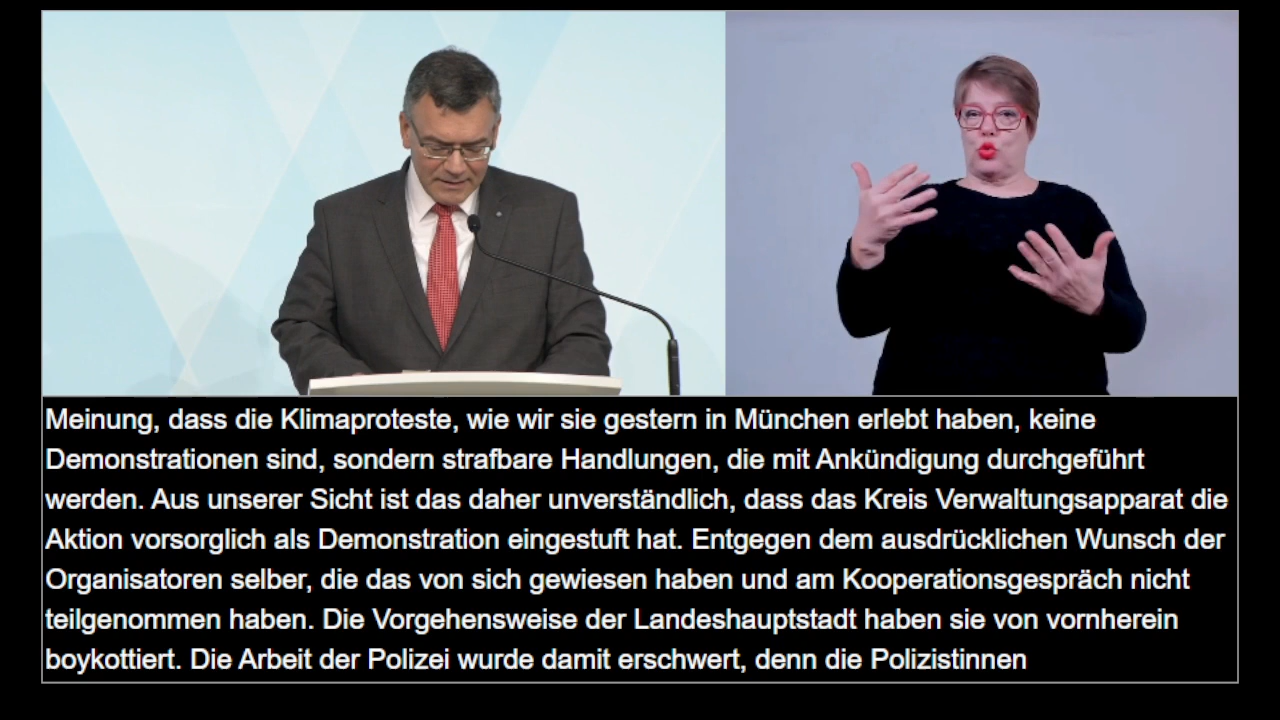 Meinung, dass die Klimaproteste, wie wir sie gestern in München erlebt haben, keine
Demonstrationen sind, sondern strafbare Handlungen, die mit Ankündigung durchgeführt
werden. Aus unserer Sicht ist das daher unverständlich, dass das Kreis Verwaltungsapparat die
Aktion vorsorglich als Demonstration eingestuft hat. Entgegen dem ausdrücklichen Wunsch der
Organisatoren selber, die das von sich gewiesen haben und am Kooperationsgespräch nicht
teilgenommen haben. Die Vorgehensweise der Landeshauptstadt haben sie von vornherein
boykottiert. Die Arbeit der Polizei wurde damit erschwert, denn die Polizistinnen